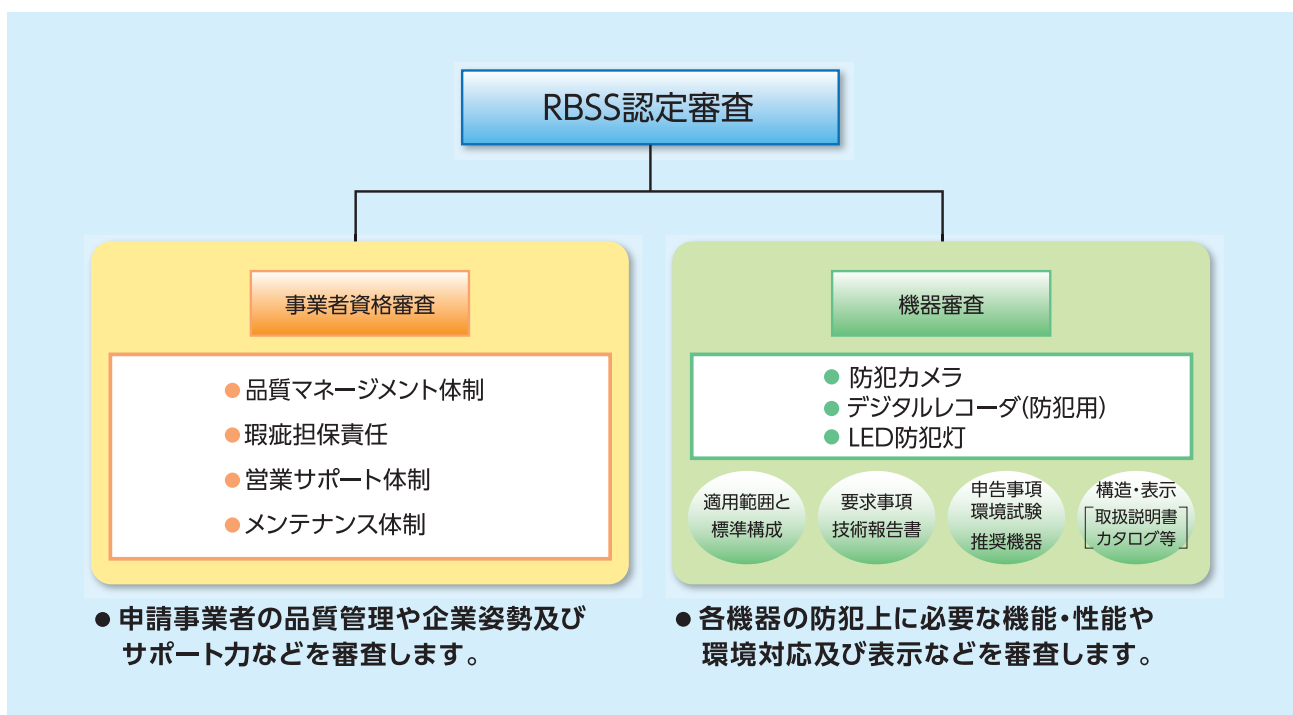 RBSS認定審査
事業者資格審査
●品質マネージメント体制
●瑕疵担保責任
●営業サポート体制
●メンテナンス体制
●申請事業者の品質管理や企業姿勢及び
サポート力などを審査します。
機器審査
● 防犯カメラ
● デジタルレコーダ(防犯用)
● LED防犯灯
適用範囲と
標準構成
要求事項
技術報告書
申告事項
環境試験
推奨機器
構造・表示
[取扱説明書
カタログ等]
●各機器の防犯上に必要な機能・性能や
環境対応及び表示などを審査します。